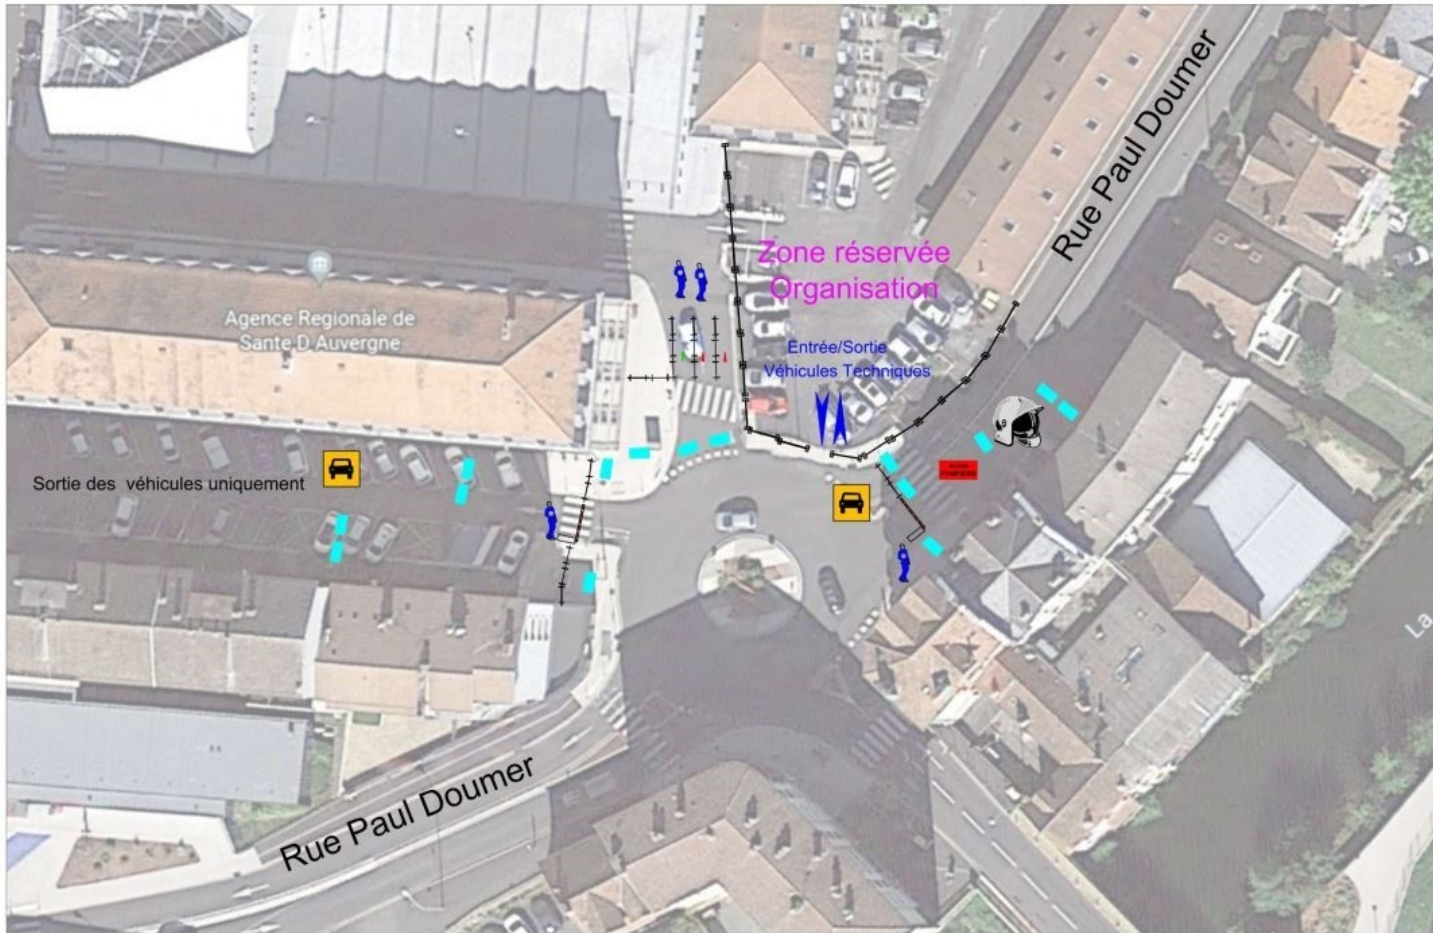 Rue Paul Doumer
Zone réservée
Organisation
Agence Regionale de
Sante D Auvergne
Entrée/Sortie
Véhicules Techniques
Sortie des véhicules uniquement
La
Rue Paul Doumer